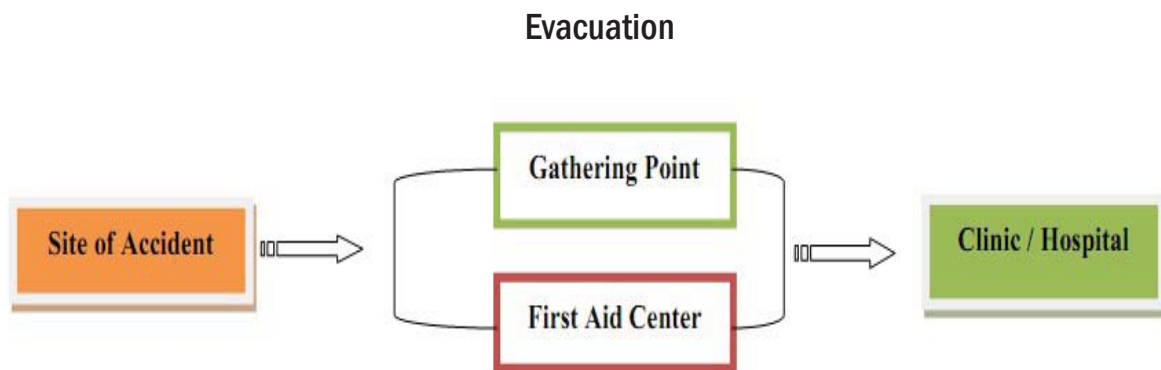 Evacuation
Gathering Point
Site of Accident
Clinic / Hospital
First Aid Center